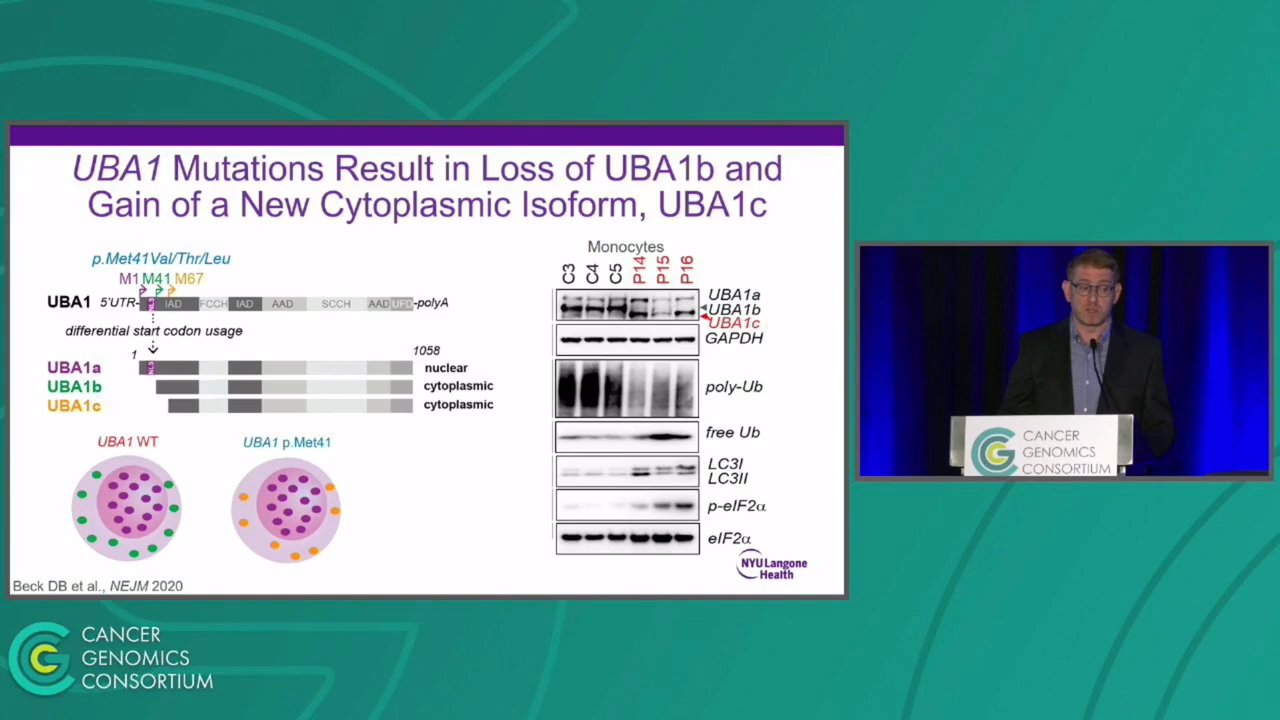 UBA1 Mutations Result in Loss of UBA1b and
Gain of a New Cytoplasmic Isoform, UBA1c
p.Met41Val/Thr/Leu
M1 M41 M67
UBA1 5'UTR- NLS IAD FCCH IAD AAD SCCH AAD UFD -polyA
differential start codon usage
1 1058
UBA1a NLS nuclear
UBA1b cytoplasmic
UBA1c cytoplasmic
UBA1 WT
UBA1 p.Met41
Monocytes
C3 C4 C5 P14 P15 P16
UBA1a
UBA1b
UBA1c
GAPDH
poly-Ub
free Ub
LC3I
LC3II
p-eIF2α
eIF2α
NYU Langone
Health
Beck DB et al., NEJM 2020
CANCER
GENOMICS
CONSORTIUM
CANCER
GENOMICS
CONSORTIUM